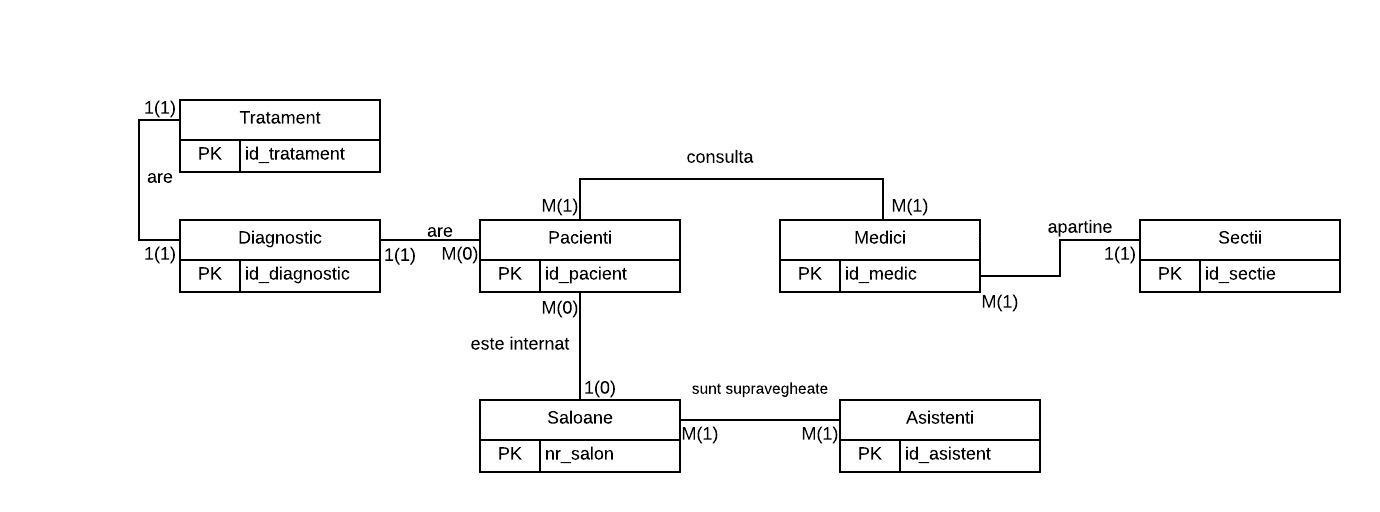 1(1)
Tratament
PK
id_tratament
are
consulta
M(1)
M(1)
1(1)
Diagnostic
PK
id_diagnostic
are
1(1)
M(0)
Pacienti
PK
id_pacient
Medici
PK
id_medic
apartine
1(1)
M(1)
Sectii
PK
id_sectie
M(0)
este internat
1(0)
Saloane
PK
nr_salon
sunt supravegheate
M(1)
M(1)
Asistenti
PK
id_asistent